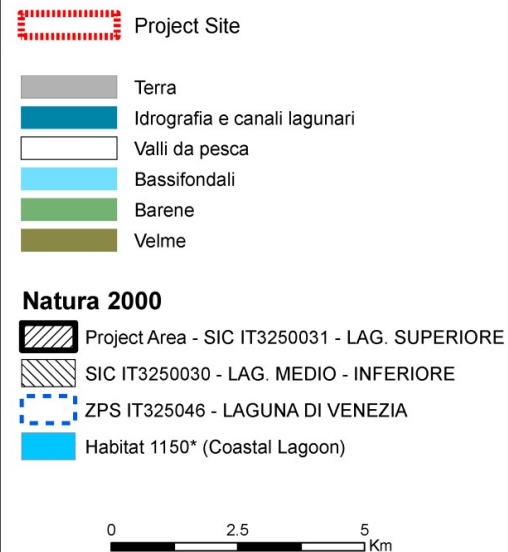 Project Site
Terra
Idrografia e canali lagunari
Valli da pesca
Bassifondali
Barene
Velme
Natura 2000
Project Area - SIC IT3250031 - LAG. SUPERIORE
SIC IT3250030 - LAG. MEDIO - INFERIORE
ZPS IT325046 - LAGUNA DI VENEZIA
Habitat 1150* (Coastal Lagoon)
0 2.5 5
Km